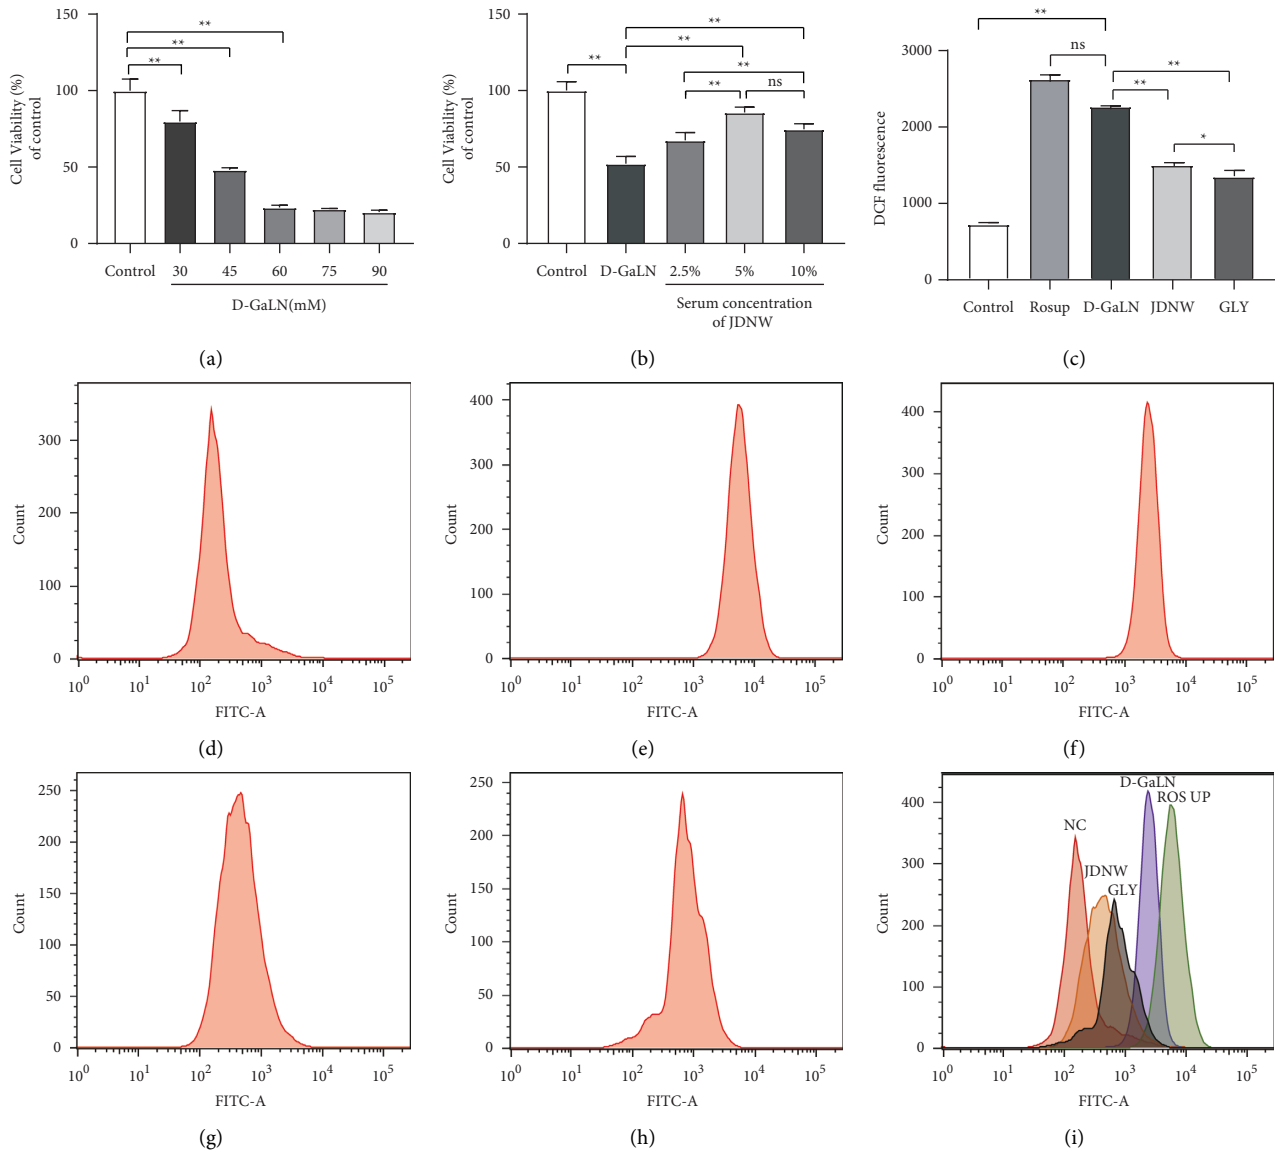 150
100
50
0
Cell Viability (%)
of control
**
**
**
Control
30
45
60
75
90
D-GaLN(mM)
(a)
150
100
50
0
Cell Viability (%)
of control
**
**
**
**
**
ns
Control
D-GaLN
2.5%
5%
10%
Serum concentration
of JDNW
(b)
3000
2000
1000
0
DCF fluorescence
**
ns
**
**
*
Control
Rosup
D-GaLN
JDNW
GLY
(c)
300
200
100
0
Count
10^0 10^1 10^2 10^3 10^4 10^5
FITC-A
(d)
400
300
200
100
0
Count
10^0 10^1 10^2 10^3 10^4 10^5
FITC-A
(e)
400
300
200
100
0
Count
10^0 10^1 10^2 10^3 10^4 10^5
FITC-A
(f)
250
200
150
100
50
0
Count
10^0 10^1 10^2 10^3 10^4 10^5
FITC-A
(g)
250
200
150
100
50
0
Count
10^0 10^1 10^2 10^3 10^4 10^5
FITC-A
(h)
400
300
200
100
0
Count
D-GaLN
ROS UP
NC
JDNW
GLY
10^0 10^1 10^2 10^3 10^4 10^5
FITC-A
(i)